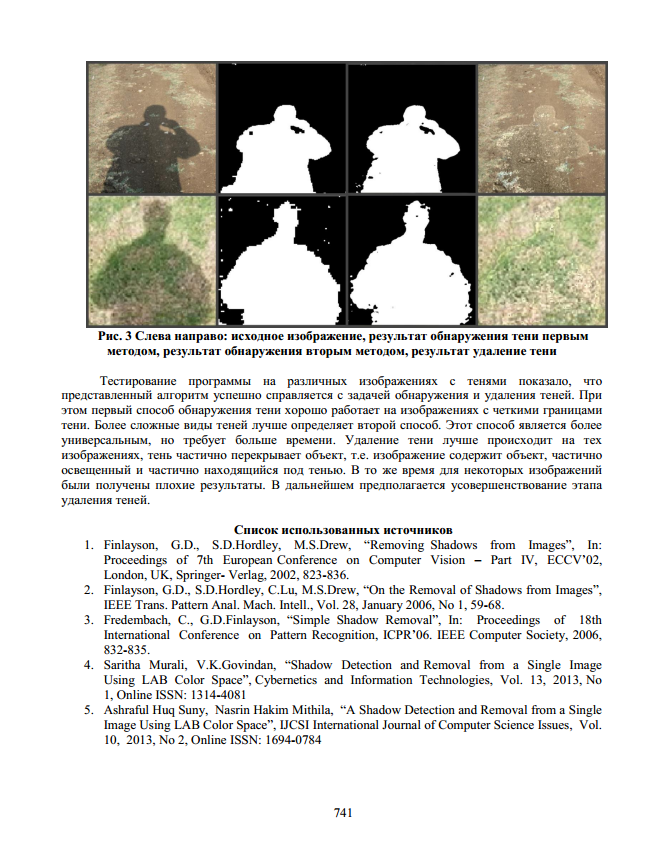 Рис. 3 Слева направо: исходное изображение, результат обнаружения тени первым
методом, результат обнаружения вторым методом, результат удаление тени
Тестирование программы на различных изображениях с тенями показало, что
представленный алгоритм успешно справляется с задачей обнаружения и удаления теней. При
этом первый способ обнаружения тени хорошо работает на изображениях с четкими границами
тени. Более сложные виды теней лучше определяет второй способ. Этот способ является более
универсальным, но требует больше времени. Удаление тени лучше происходит на тех
изображениях, тень частично перекрывает объект, т.е. изображение содержит объект, частично
освещенный и частично находящийся под тенью. В то же время для некоторых изображений
были получены плохие результаты. В дальнейшем предполагается усовершенствование этапа
удаления теней.
Список использованных источников
1. Finlayson, G.D., S.D.Hordley, M.S.Drew, “Removing Shadows from Images”, In:
Proceedings of 7th European Conference on Computer Vision – Part IV, ECCV’02,
London, UK, Springer- Verlag, 2002, 823-836.
2. Finlayson, G.D., S.D.Hordley, C.Lu, M.S.Drew, “On the Removal of Shadows from Images”,
IEEE Trans. Pattern Anal. Mach. Intell., Vol. 28, January 2006, No 1, 59-68.
3. Fredembach, C., G.D.Finlayson, “Simple Shadow Removal”, In: Proceedings of 18th
International Conference on Pattern Recognition, ICPR’06. IEEE Computer Society, 2006,
832-835.
4. Saritha Murali, V.K.Govindan, “Shadow Detection and Removal from a Single Image
Using LAB Color Space”, Cybernetics and Information Technologies, Vol. 13, 2013, No
1, Online ISSN: 1314-4081
5. Ashraful Huq Suny, Nasrin Hakim Mithila, “A Shadow Detection and Removal from a Single
Image Using LAB Color Space”, IJCSI International Journal of Computer Science Issues, Vol.
10, 2013, No 2, Online ISSN: 1694-0784
741